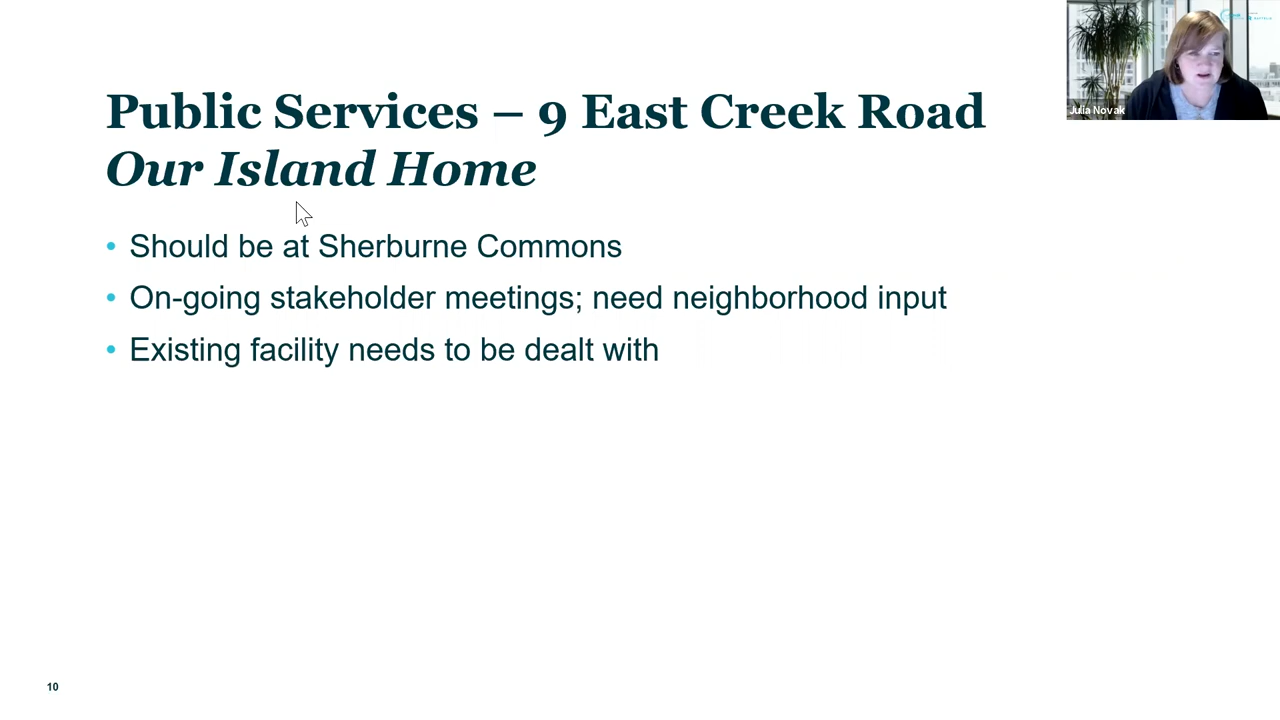 Public Services – 9 East Creek Road
Our Island Home
• Should be at Sherburne Commons
• On-going stakeholder meetings; need neighborhood input
• Existing facility needs to be dealt with
10
Julia Novak